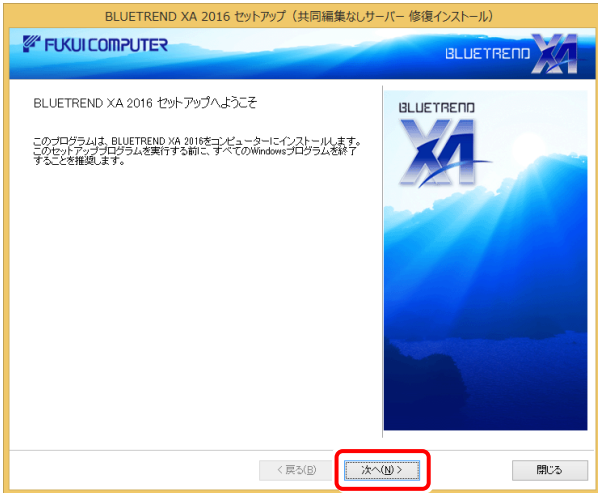 BLUETREND XA 2016 セットアップ（共同編集なしサーバー 修復インストール）
FUKUI COMPUTER
BLUETREND XA
BLUETREND XA 2016 セットアップへようこそ
BLUETREND
XA
このプログラムは、BLUETREND XA 2016をコンピューターにインストールします。
このセットアッププログラムを実行する前に、すべてのWindowsプログラムを終了
することを推奨します。
< 戻る(B)
次へ(N) >
閉じる